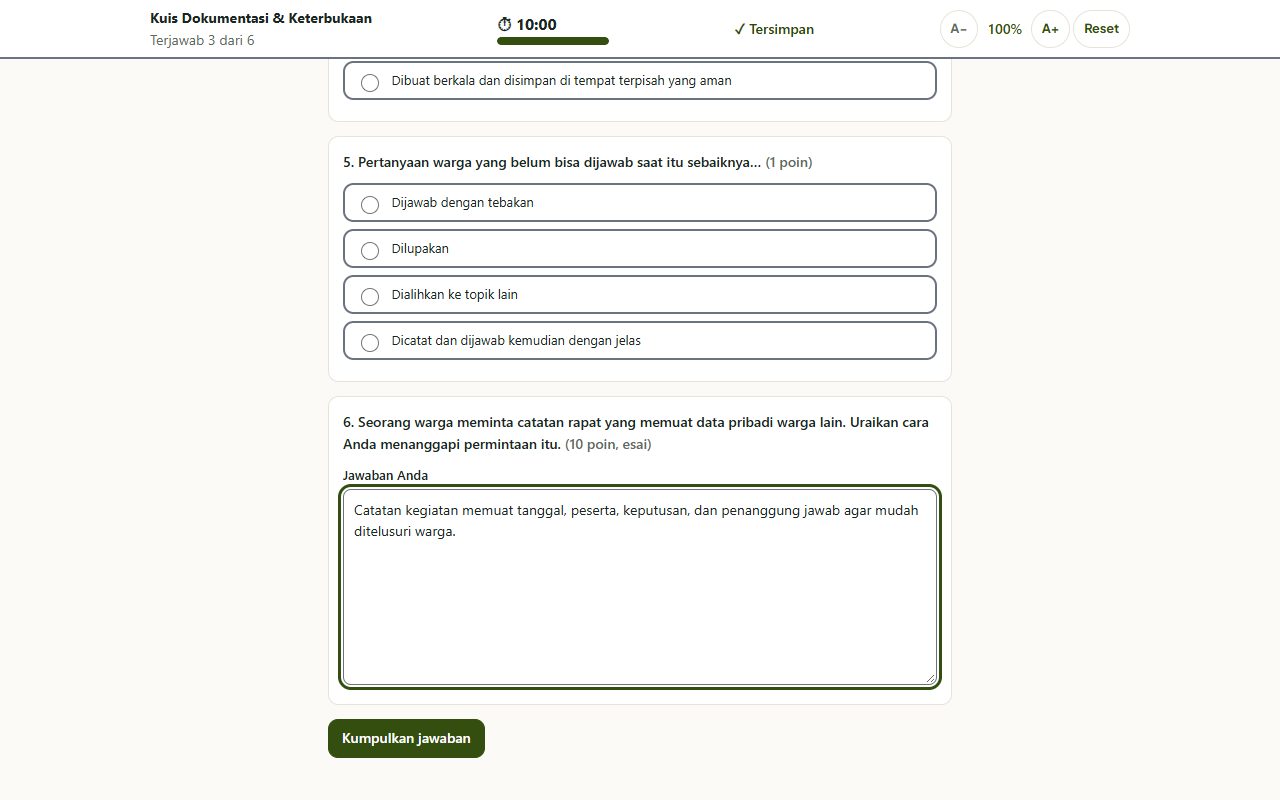 Kuis Dokumentasi & Keterbukaan
Terjawab 3 dari 6
⏱ 10:00
✓ Tersimpan
A−
100%
A+
Reset
Dibuat berkala dan disimpan di tempat terpisah yang aman
5. Pertanyaan warga yang belum bisa dijawab saat itu sebaiknya... (1 poin)
Dijawab dengan tebakan
Dilupakan
Dialihkan ke topik lain
Dicatat dan dijawab kemudian dengan jelas
6. Seorang warga meminta catatan rapat yang memuat data pribadi warga lain. Uraikan cara
Anda menanggapi permintaan itu. (10 poin, esai)
Jawaban Anda
Catatan kegiatan memuat tanggal, peserta, keputusan, dan penanggung jawab agar mudah
ditelusuri warga.
Kumpulkan jawaban